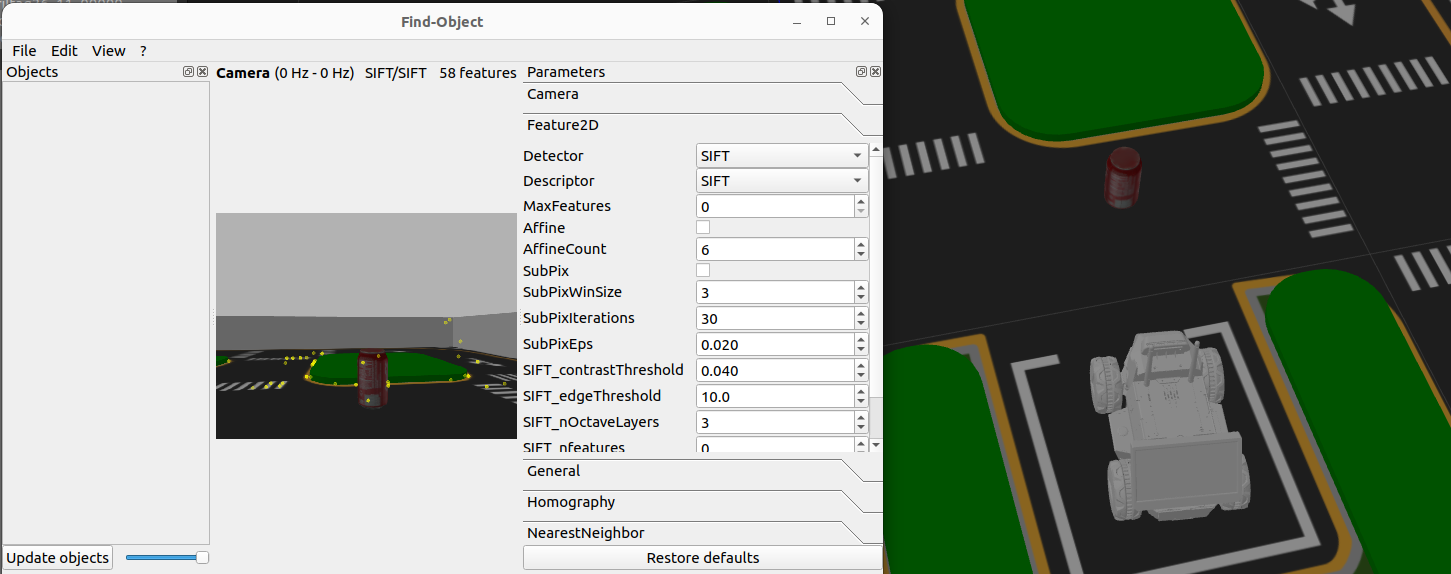 Find-Object
File Edit View ?
Objects
Camera (0 Hz - 0 Hz) SIFT/SIFT 58 features
Parameters
Camera
Feature2D
Detector SIFT
Descriptor SIFT
MaxFeatures 0
Affine
AffineCount 6
SubPix
SubPixWinSize 3
SubPixIterations 30
SubPixEps 0.020
SIFT_contrastThreshold 0.040
SIFT_edgeThreshold 10.0
SIFT_nOctaveLayers 3
SIFT_nfeatures 0
General
Homography
NearestNeighbor
Update objects
Restore defaults